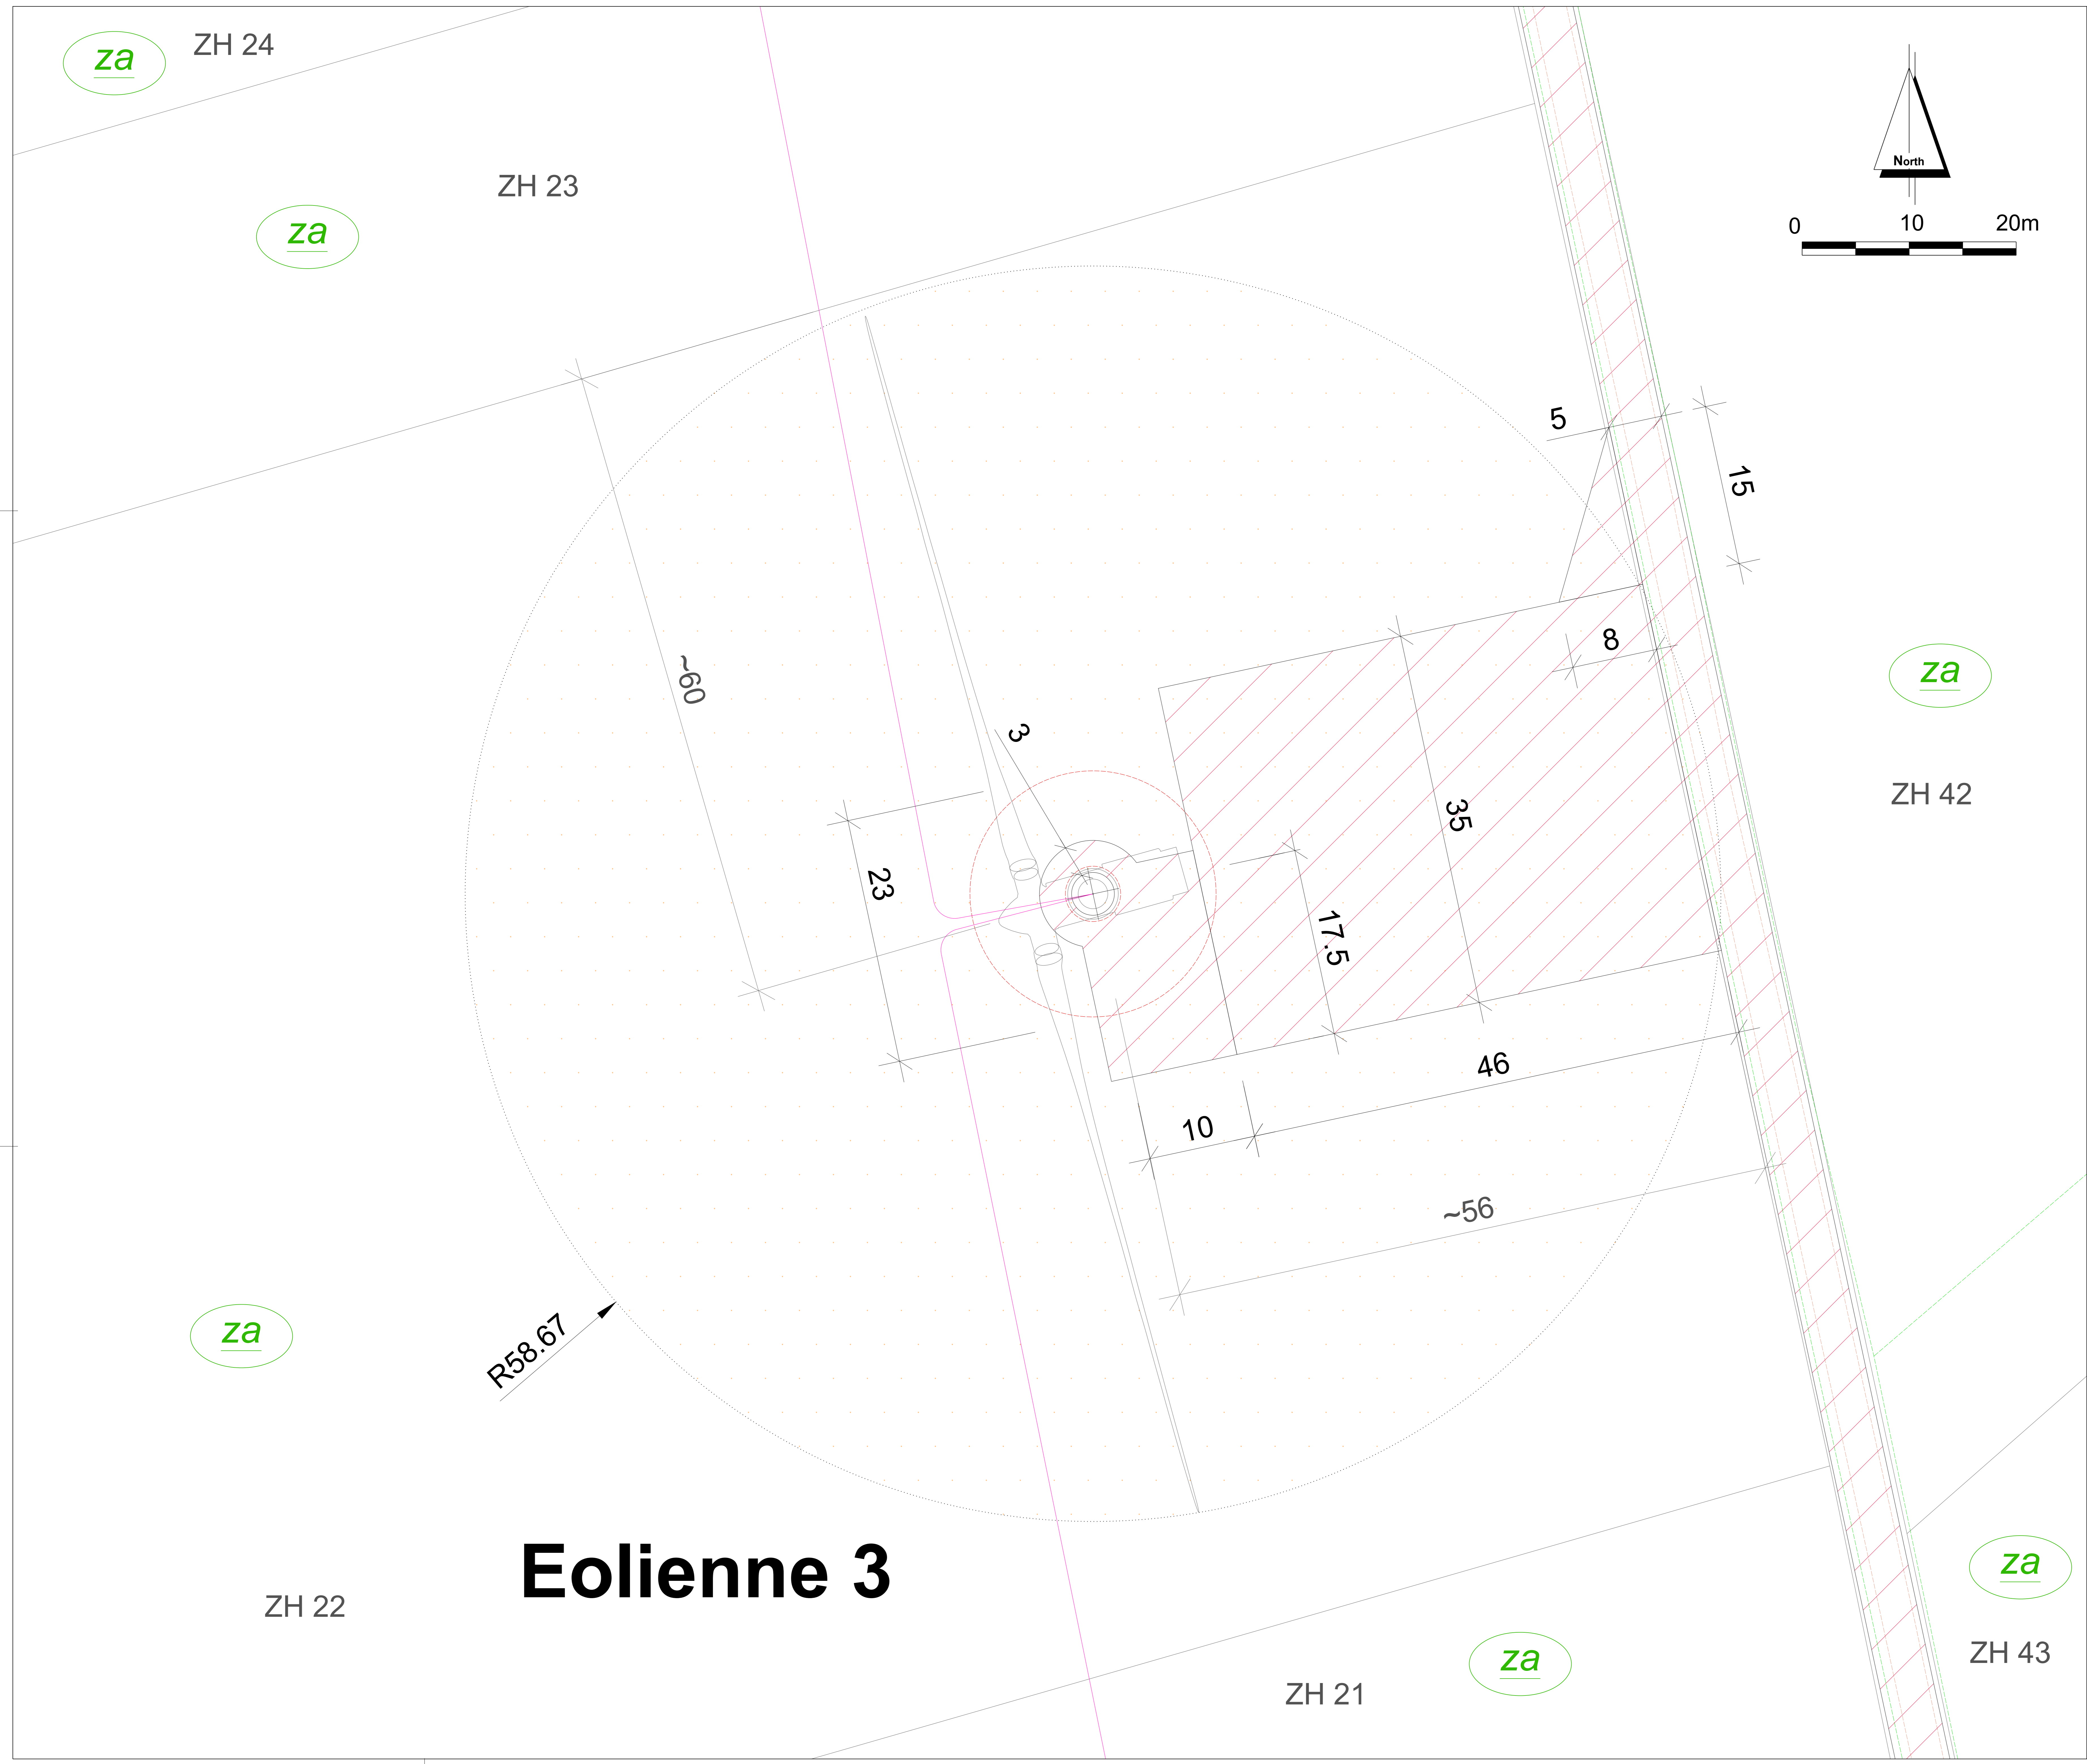 za
ZH 24
North
0 10 20m
ZH 23
za
5
15
8
za
~60
3
ZH 42
35
23
17.5
46
10
~56
R58.67
za
Eolienne 3
za
ZH 22
za
ZH 43
ZH 21